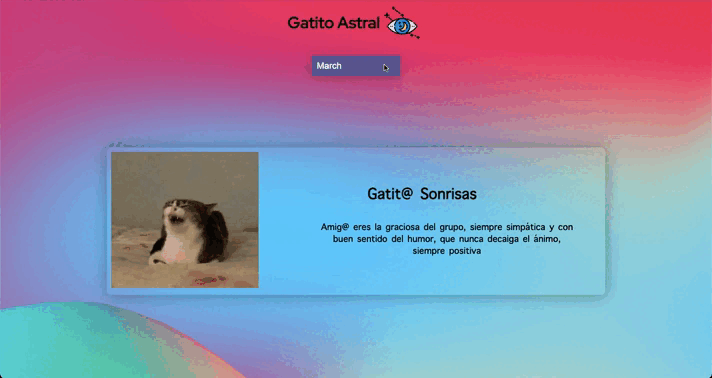 Gatito Astral
March
Gatit@ Sonrisas
Amig@ eres la graciosa del grupo, siempre simpática y con
buen sentido del humor, que nunca decaiga el ánimo,
siempre positiva